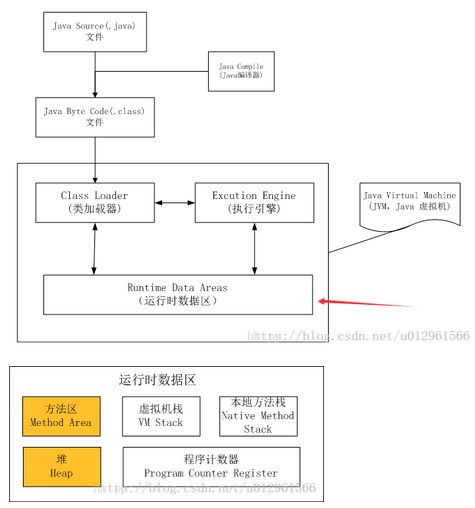 Java Source(.java)
文件
Java Compile
(Java编译器)
Java Byte Code(.class)
文件
Class Loader
(类加载器)
Excution Engine
(执行引擎)
Java Virtual Machine
(JVM, Java 虚拟机)
Runtime Data Areas
(运行时数据区)
https://blog.csdn.net/u012961566
运行时数据区
方法区
Method Area
虚拟机栈
VM Stack
本地方法栈
Native Method
Stack
堆
Heap
程序计数器
Program Counter Register
https://blog.csdn.net/u012961566